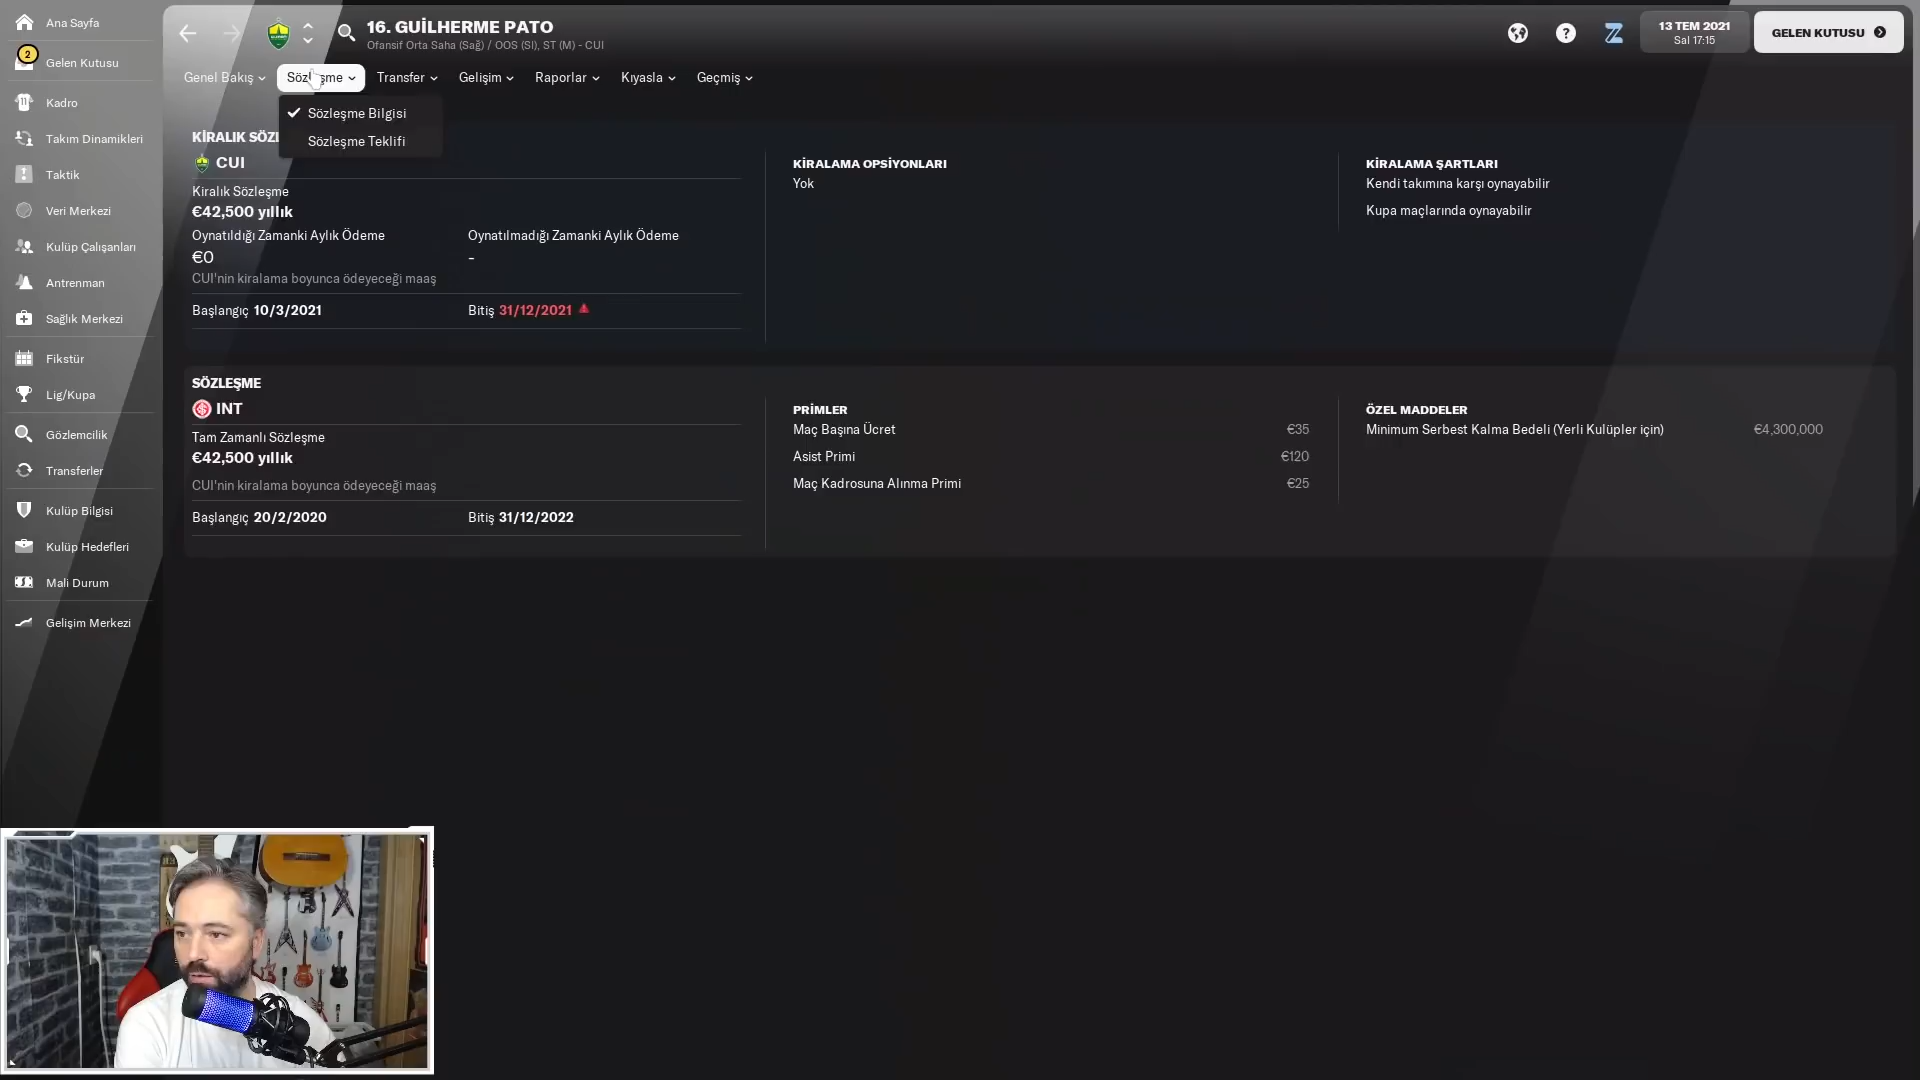 Ana Sayfa
2
Gelen Kutusu
Kadro
Takım Dinamikleri
Taktik
Veri Merkezi
Kulüp Çalışanları
Antrenman
Sağlık Merkezi
Fikstür
Lig/Kupa
Gözlemcilik
Transferler
Kulüp Bilgisi
Kulüp Hedefleri
Mali Durum
Gelişim Merkezi
16. GUİLHERME PATO
Ofansif Orta Saha (Sağ) / OOS (Sl), ST (M) - CUI
13 TEM 2021
Sal 17:15
GELEN KUTUSU
Genel Bakış
Sözleşme
Transfer
Gelişim
Raporlar
Kıyasla
Geçmiş
Sözleşme Bilgisi
Sözleşme Teklifi
KİRALIK SÖZL
CUI
Kiralık Sözleşme
€42,500 yıllık
Oynatıldığı Zamanki Aylık Ödeme
€0
Oynatılmadığı Zamanki Aylık Ödeme
-
CUI'nin kiralama boyunca ödeyeceği maaş
Başlangıç 10/3/2021
Bitiş 31/12/2021
KİRALAMA OPSİYONLARI
Yok
KİRALAMA ŞARTLARI
Kendi takımına karşı oynayabilir
Kupa maçlarında oynayabilir
SÖZLEŞME
INT
Tam Zamanlı Sözleşme
€42,500 yıllık
CUI'nin kiralama boyunca ödeyeceği maaş
Başlangıç 20/2/2020
Bitiş 31/12/2022
PRİMLER
Maç Başına Ücret €35
Asist Primi €120
Maç Kadrosuna Alınma Primi €25
ÖZEL MADDELER
Minimum Serbest Kalma Bedeli (Yerli Kulüpler için) €4,300,000